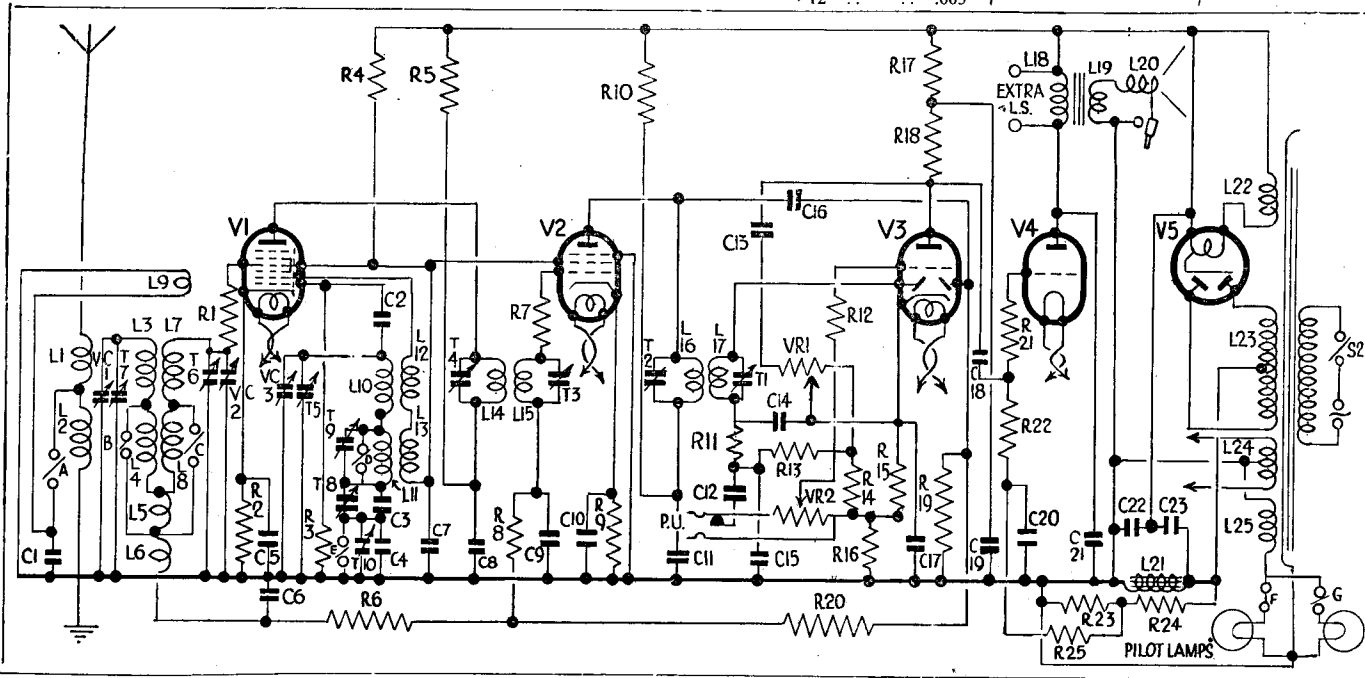 12 .. .. .005
R4
R5
R10
R17
R18
L18
EXTRA
L.S.
L19
L20
L22
V1
V2
V3
V4
V5
C16
C13
L9
R1
C2
R7
R12
L1
L3
L7
VC
1
T
7
T
6
VC
2
VC
3
T5
L10
L
12
T
4
L14
L15
T3
T
2
L
16
L
17
T1
VR1
C
18
R
21
L23
S2
L2
A
B
C
L
4
L
8
T
9
D
L
13
L11
C14
R11
R13
R
14
R
15
R22
L24
L5
L6
R
2
C5
R
3
T8
C3
E
T
10
C4
C7
C8
R
8
C9
C10
R
9
C12
P.U.
VR2
C11
C15
R16
C17
R
19
C
19
C20
C
21
C22
C23
L25
L21
C1
C6
R6
R20
R23
R24
R25
F
G
PILOT LAMPS.